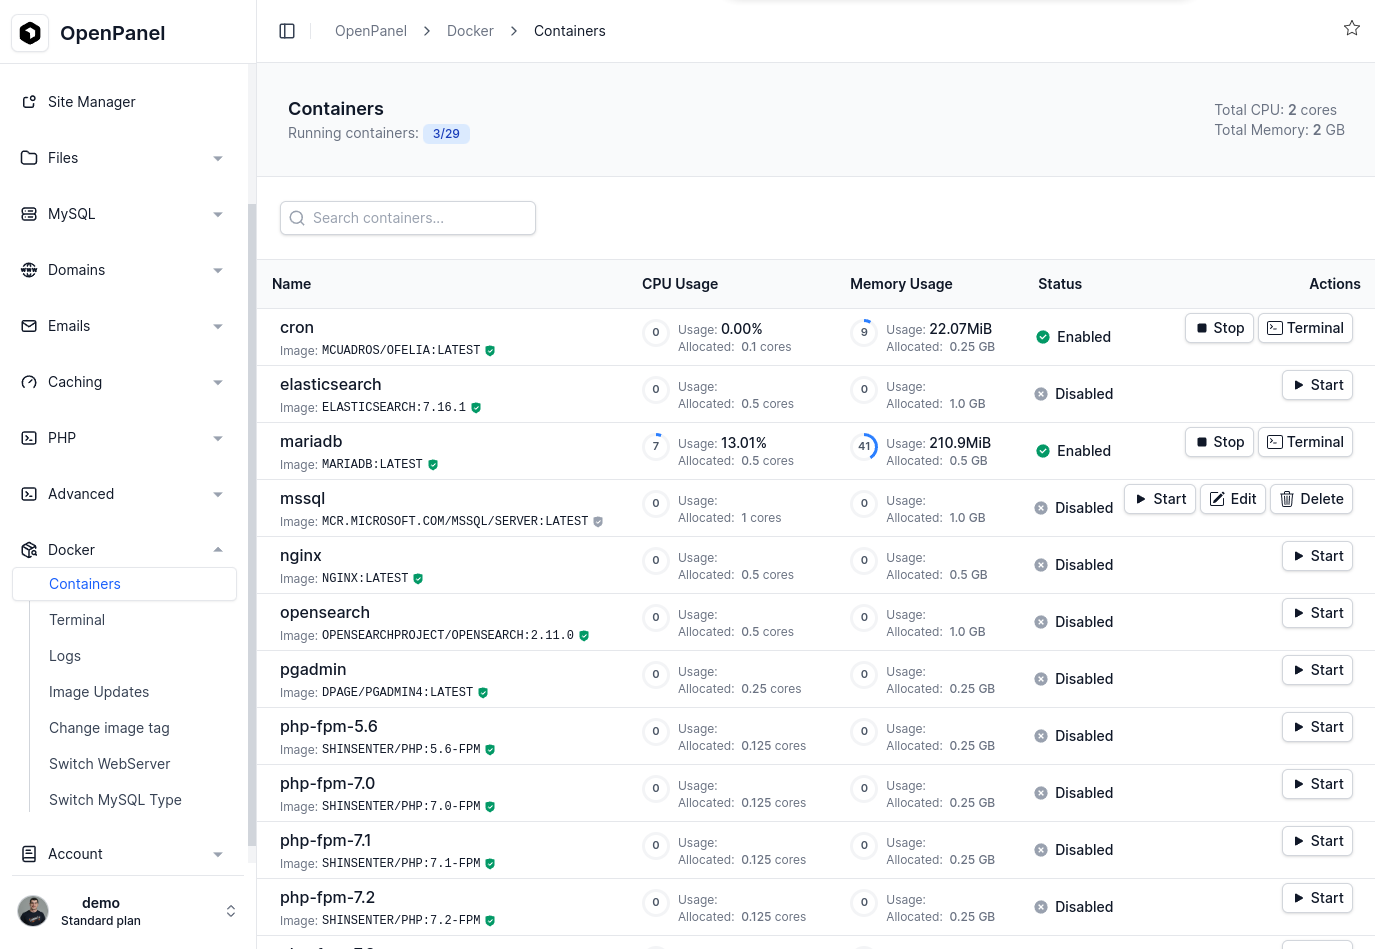 OpenPanel
Site Manager
Files
MySQL
Domains
Emails
Caching
PHP
Advanced
Docker
Containers
Terminal
Logs
Image Updates
Change image tag
Switch WebServer
Switch MySQL Type
Account
demo
Standard plan
OpenPanel > Docker > Containers
Containers
Running containers: 3/29
Total CPU: 2 cores
Total Memory: 2 GB
Search containers...
Name CPU Usage Memory Usage Status Actions
cron
Image: MCUADROS/OFELIA:LATEST
0
Usage: 0.00%
Allocated: 0.1 cores
9
Usage: 22.07MiB
Allocated: 0.25 GB
Enabled
Stop Terminal
elasticsearch
Image: ELASTICSEARCH:7.16.1
0
Usage:
Allocated: 0.5 cores
0
Usage:
Allocated: 1.0 GB
Disabled
Start
mariadb
Image: MARIADB:LATEST
7
Usage: 13.01%
Allocated: 0.5 cores
41
Usage: 210.9MiB
Allocated: 0.5 GB
Enabled
Stop Terminal
mssql
Image: MCR.MICROSOFT.COM/MSSQL/SERVER:LATEST
0
Usage:
Allocated: 1 cores
0
Usage:
Allocated: 1.0 GB
Disabled
Start Edit Delete
nginx
Image: NGINX:LATEST
0
Usage:
Allocated: 0.5 cores
0
Usage:
Allocated: 0.5 GB
Disabled
Start
opensearch
Image: OPENSEARCHPROJECT/OPENSEARCH:2.11.0
0
Usage:
Allocated: 0.5 cores
0
Usage:
Allocated: 1.0 GB
Disabled
Start
pgadmin
Image: DPAGE/PGADMIN4:LATEST
0
Usage:
Allocated: 0.25 cores
0
Usage:
Allocated: 0.25 GB
Disabled
Start
php-fpm-5.6
Image: SHINSENTER/PHP:5.6-FPM
0
Usage:
Allocated: 0.125 cores
0
Usage:
Allocated: 0.25 GB
Disabled
Start
php-fpm-7.0
Image: SHINSENTER/PHP:7.0-FPM
0
Usage:
Allocated: 0.125 cores
0
Usage:
Allocated: 0.25 GB
Disabled
Start
php-fpm-7.1
Image: SHINSENTER/PHP:7.1-FPM
0
Usage:
Allocated: 0.125 cores
0
Usage:
Allocated: 0.25 GB
Disabled
Start
php-fpm-7.2
Image: SHINSENTER/PHP:7.2-FPM
0
Usage:
Allocated: 0.125 cores
0
Usage:
Allocated: 0.25 GB
Disabled
Start